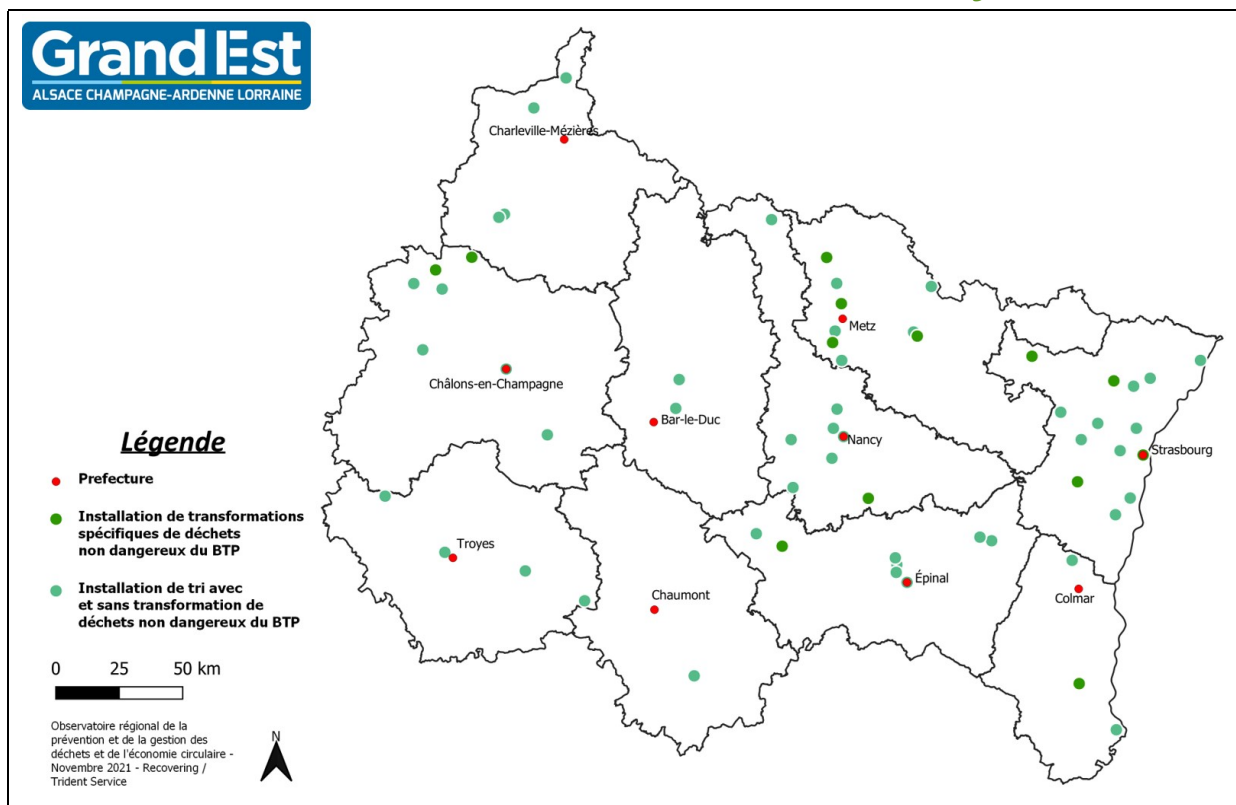 Grand Est
ALSACE CHAMPAGNE-ARDENNE LORRAINE
Charleville-Mézières
Metz
Châlons-en-Champagne
Bar-le-Duc
Nancy
Strasbourg
Troyes
Chaumont
Épinal
Colmar
Légende
Prefecture
Installation de transformations
spécifiques de déchets
non dangereux du BTP
Installation de tri avec
et sans transformation de
déchets non dangereux du BTP
0 25 50 km
Observatoire régional de la
prévention et de la gestion des
déchets et de l'économie circulaire -
Novembre 2021 - Recovering /
Trident Service
N